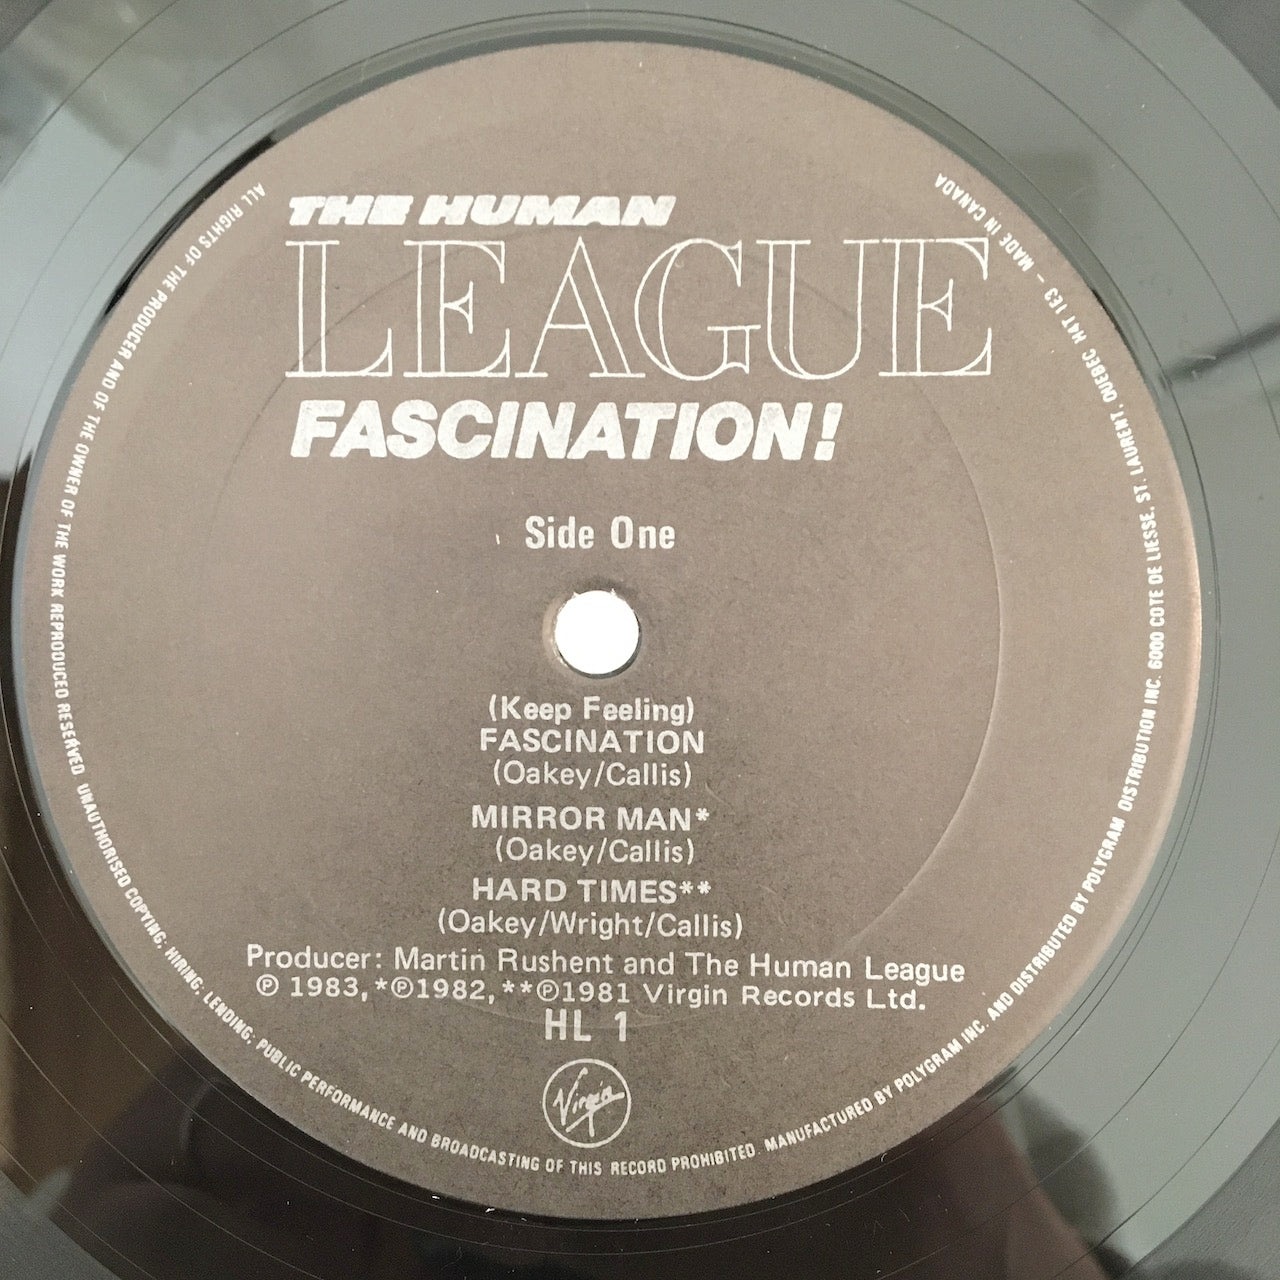 THE HUMAN
LEAGUE
FASCINATION!
Side One
(Keep Feeling)
FASCINATION
(Oakey/Callis)
MIRROR MAN*
(Oakey/Callis)
HARD TIMES**
(Oakey/Wright/Callis)
Producer: Martin Rushent and The Human League
℗ 1983, *℗1982, **℗1981 Virgin Records Ltd.
HL 1
Virgin
ALL RIGHTS OF THE PRODUCER AND OF THE OWNER OF THE WORK REPRODUCED RESERVED. UNAUTHORISED COPYING; HIRING; LENDING; PUBLIC PERFORMANCE AND BROADCASTING OF THIS RECORD PROHIBITED. MANUFACTURED BY POLYGRAM INC. AND DISTRIBUTED BY POLYGRAM DISTRIBUTION INC. 6000 COTE DE LIESSE, ST. LAURENT, QUEBEC H4T 1E3 – MADE IN CANADA